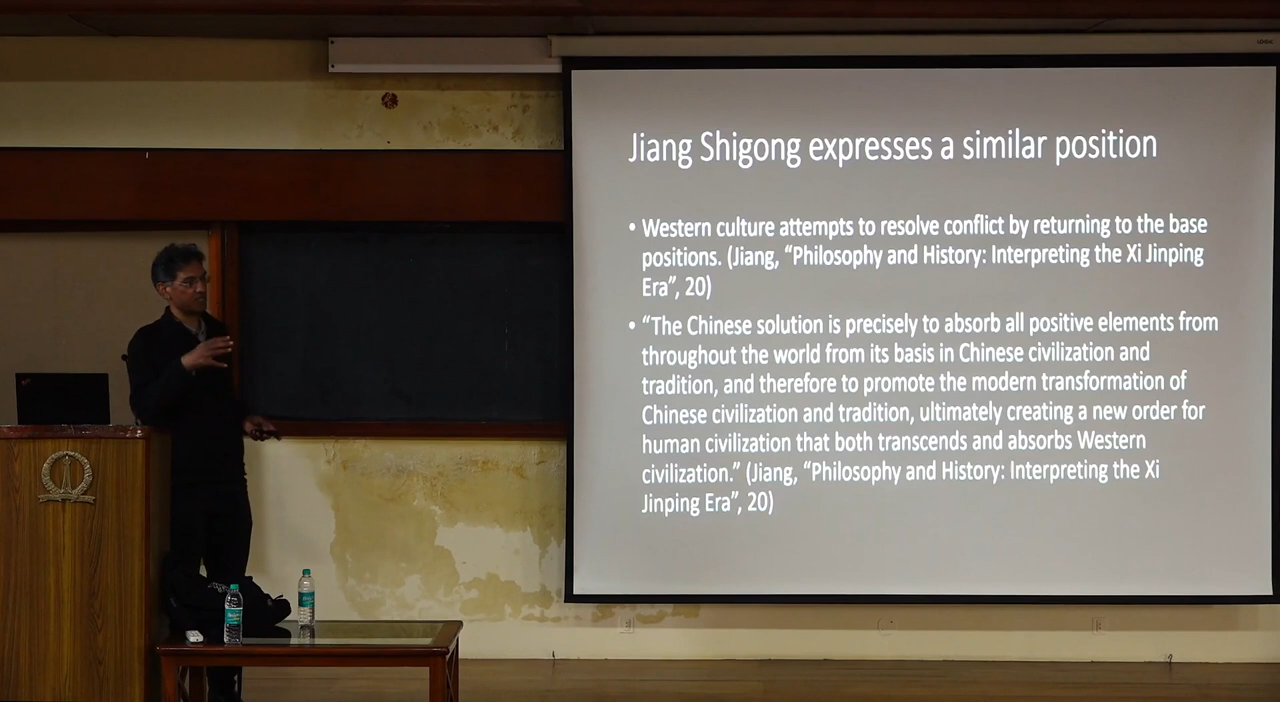 Jiang Shigong expresses a similar position
• Western culture attempts to resolve conflict by returning to the base
positions. (Jiang, “Philosophy and History: Interpreting the Xi Jinping
Era”, 20)
• “The Chinese solution is precisely to absorb all positive elements from
throughout the world from its basis in Chinese civilization and
tradition, and therefore to promote the modern transformation of
Chinese civilization and tradition, ultimately creating a new order for
human civilization that both transcends and absorbs Western
civilization.” (Jiang, “Philosophy and History: Interpreting the Xi
Jinping Era”, 20)